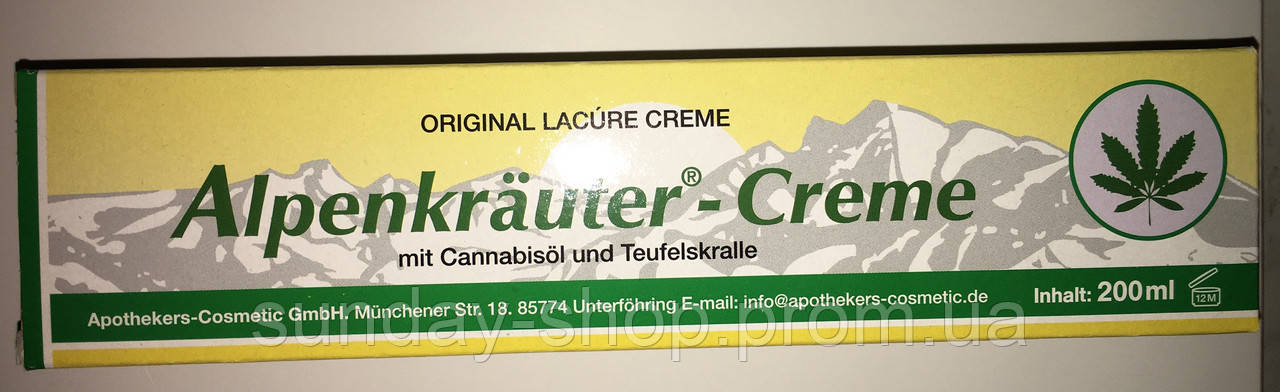 ORIGINAL LACÚRE CREME
Alpenkräuter®-Creme
mit Cannabisöl und Teufelskralle
Apothekers-Cosmetic GmbH. Münchener Str. 18. 85774 Unterföhring E-mail: info@apothekers-cosmetic.de
Inhalt: 200ml
12M
sunday-shop.prom.ua